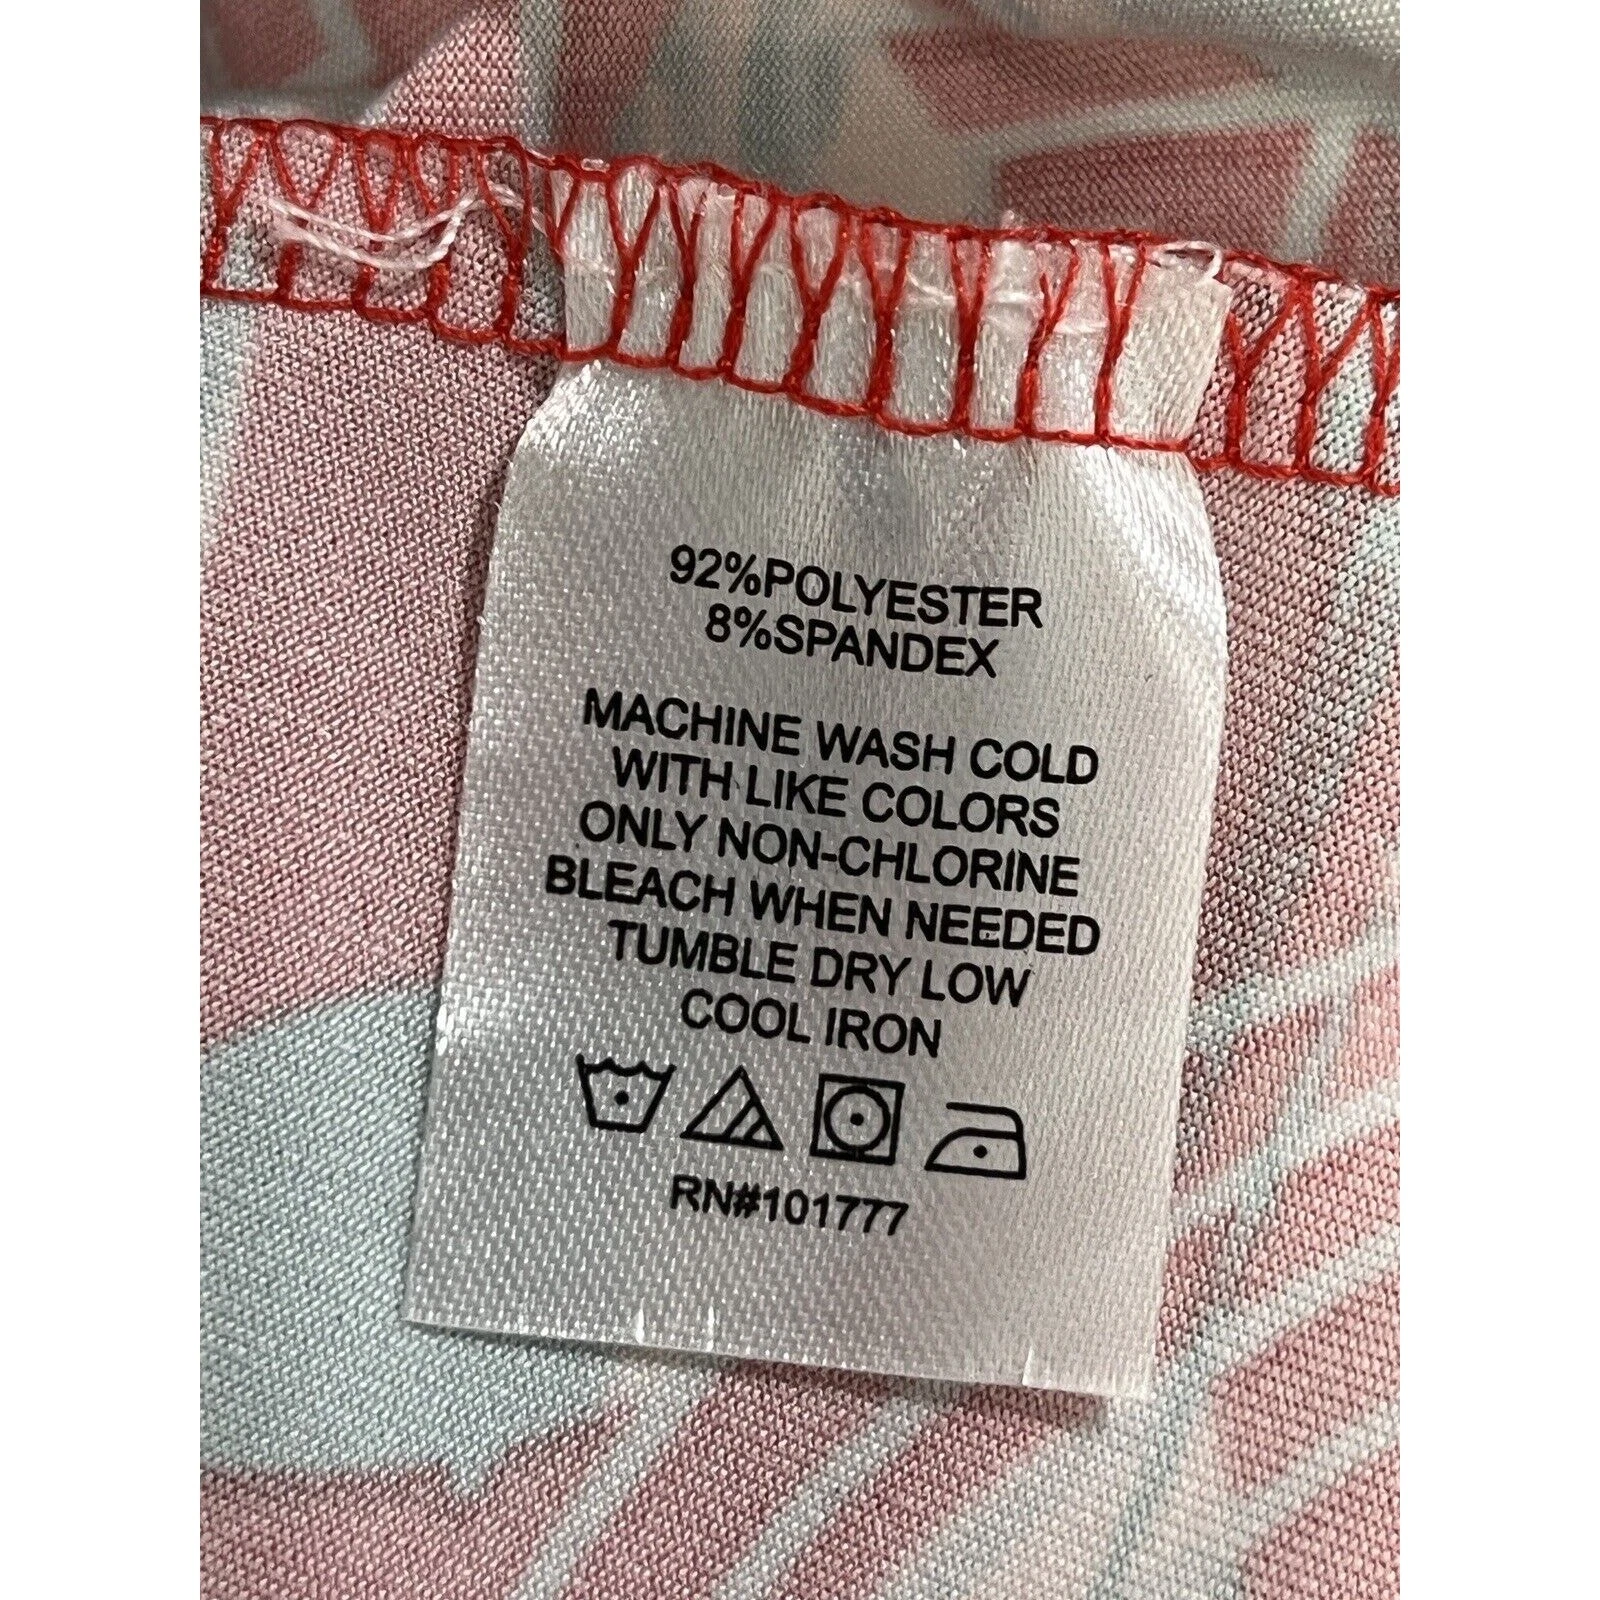 92%POLYESTER
8%SPANDEX
MACHINE WASH COLD
WITH LIKE COLORS
ONLY NON-CHLORINE
BLEACH WHEN NEEDED
TUMBLE DRY LOW
COOL IRON
RN#101777